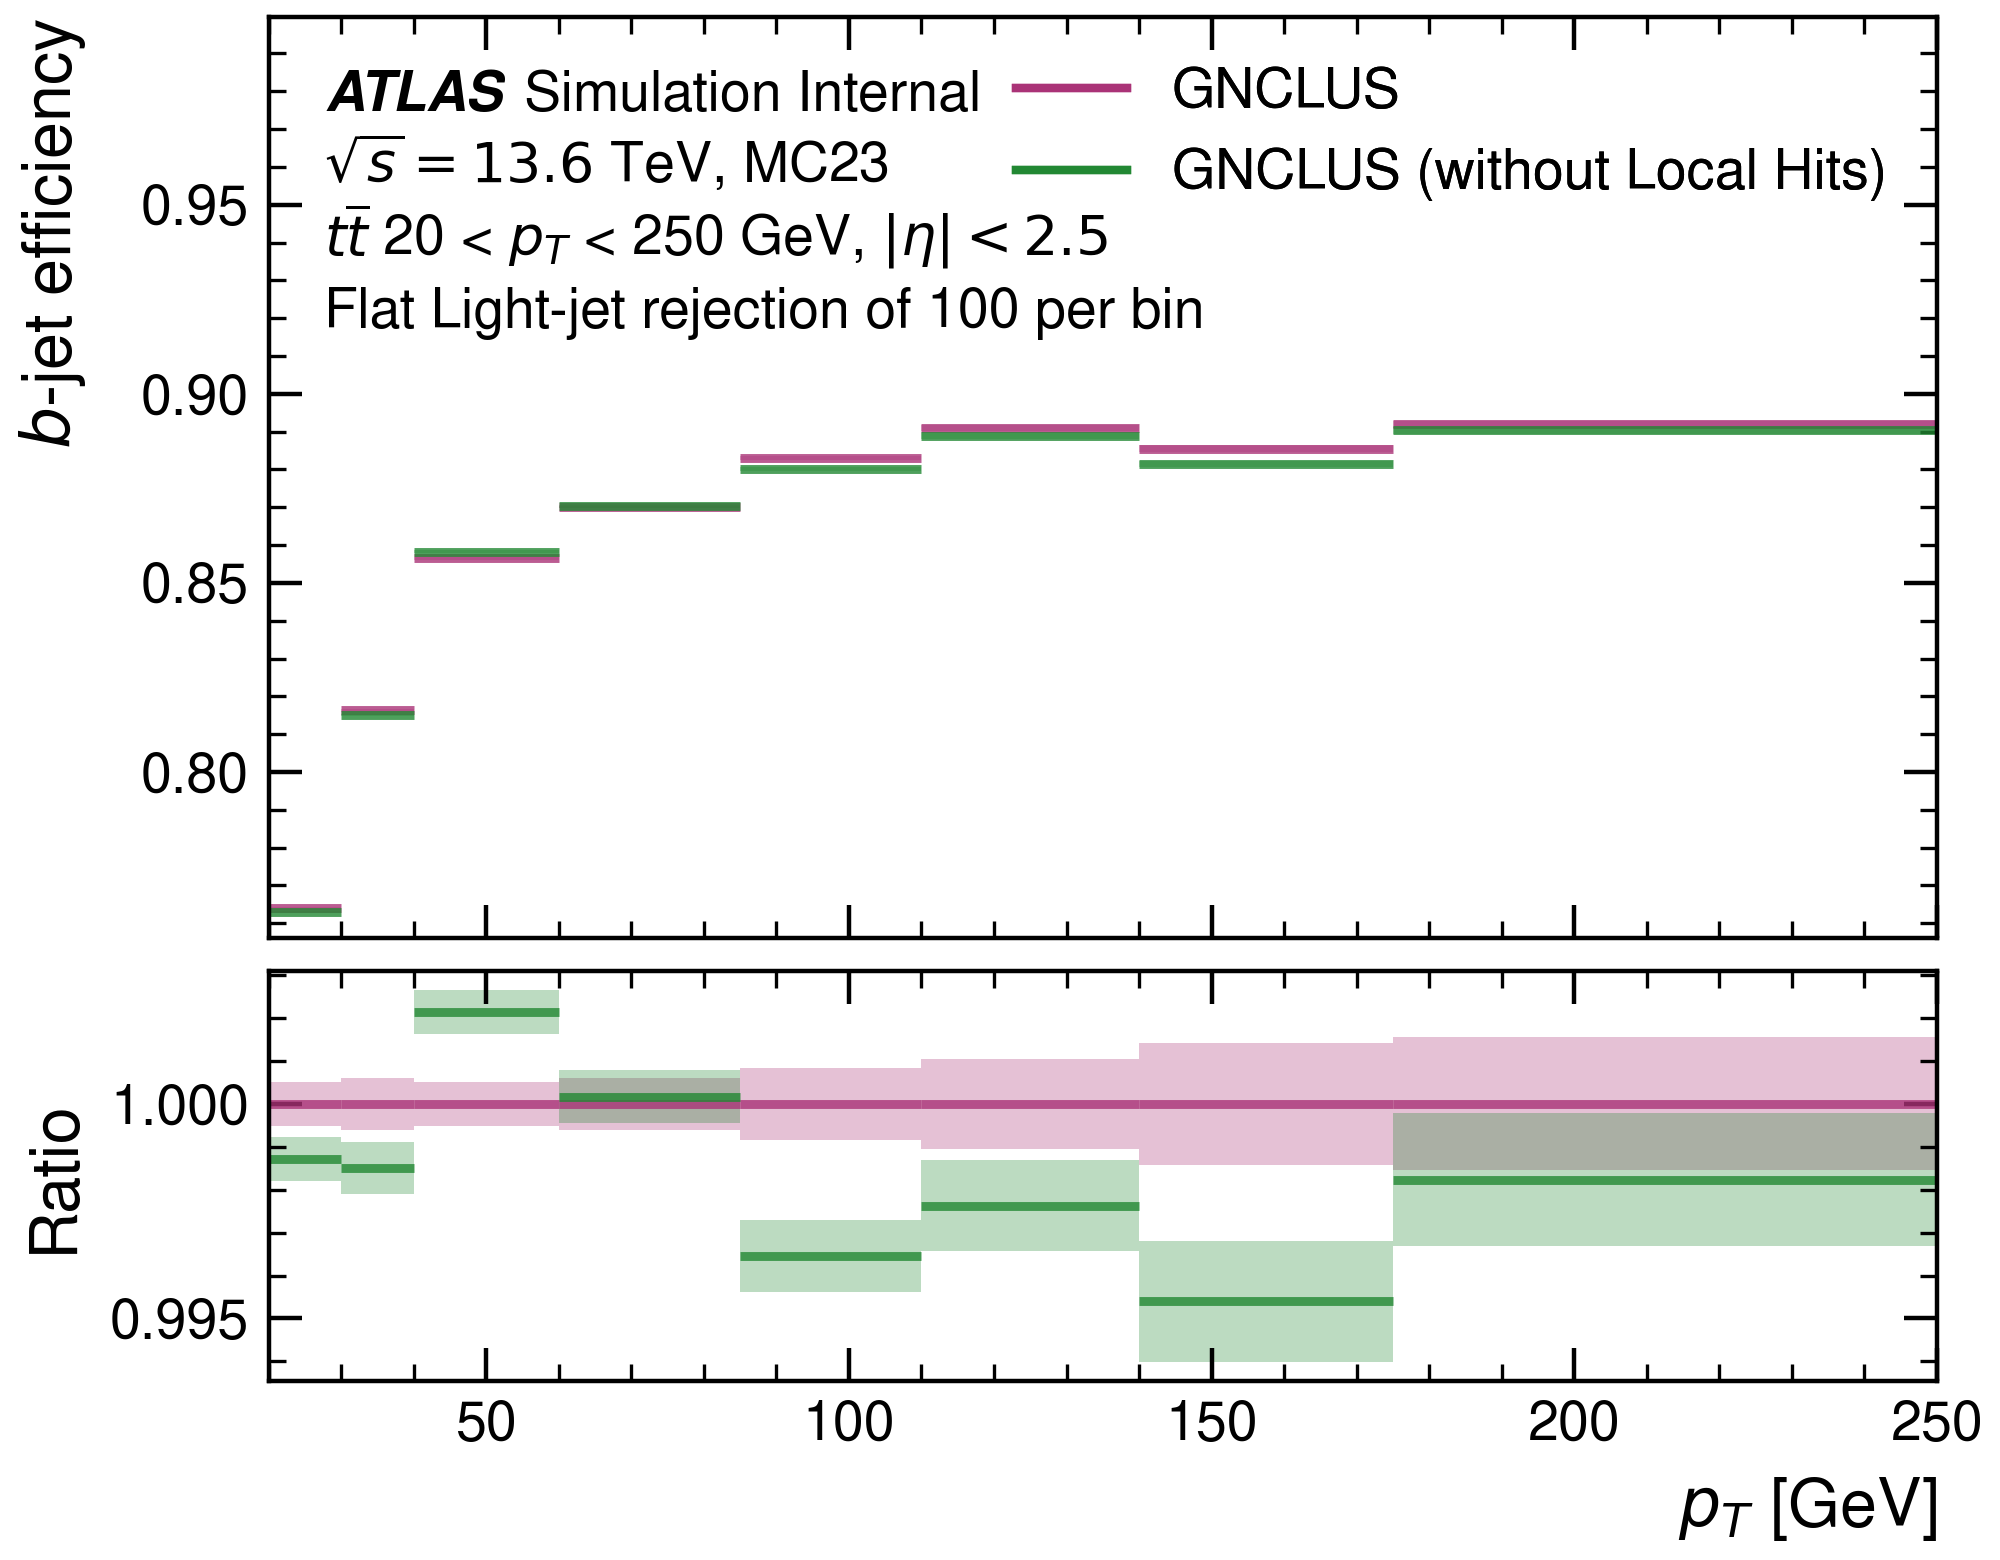 b-jet efficiency
ATLAS Simulation Internal
√s = 13.6 TeV, MC23
tt̅ 20 < p_T < 250 GeV, |η| < 2.5
Flat Light-jet rejection of 100 per bin
GNCLUS
GNCLUS (without Local Hits)
0.95
0.90
0.85
0.80
Ratio
1.000
0.995
50 100 150 200 250
p_T [GeV]